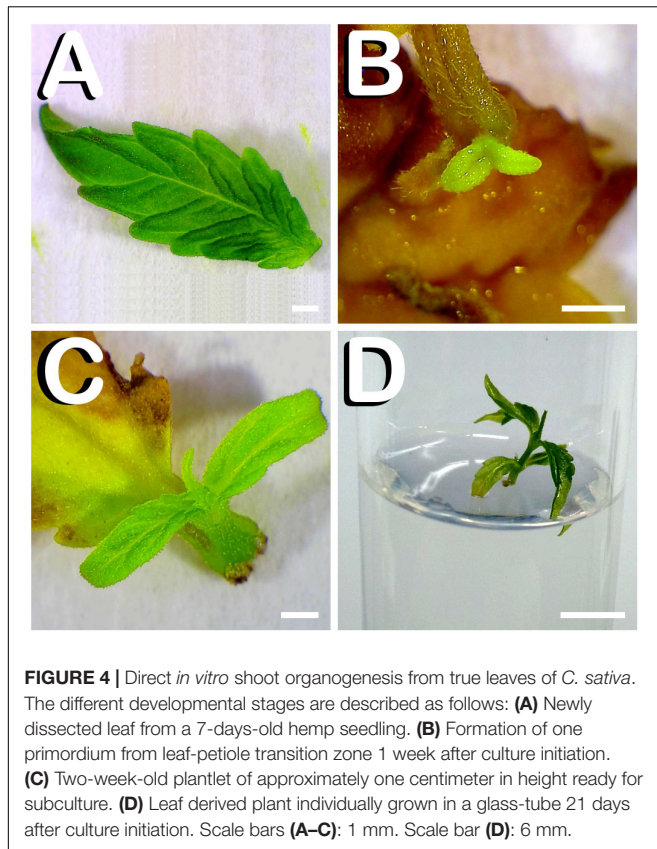 A
B
C
D
FIGURE 4 | Direct in vitro shoot organogenesis from true leaves of C. sativa.
The different developmental stages are described as follows: (A) Newly
dissected leaf from a 7-days-old hemp seedling. (B) Formation of one
primordium from leaf-petiole transition zone 1 week after culture initiation.
(C) Two-week-old plantlet of approximately one centimeter in height ready for
subculture. (D) Leaf derived plant individually grown in a glass-tube 21 days
after culture initiation. Scale bars (A–C): 1 mm. Scale bar (D): 6 mm.